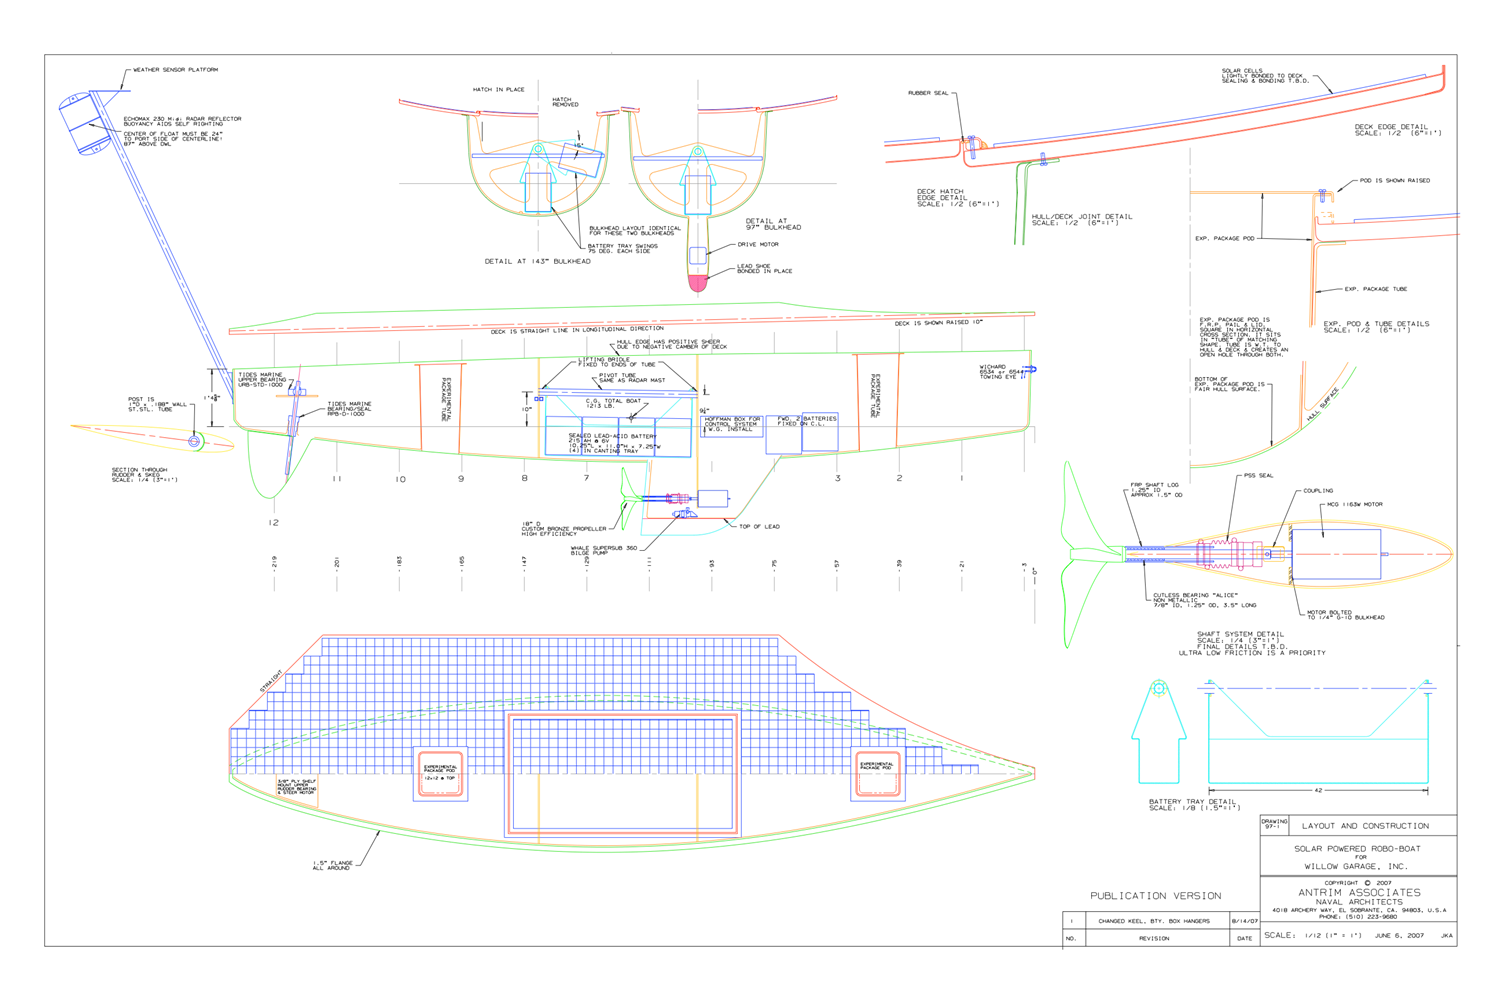 WEATHER SENSOR PLATFORM
ECHOMAX 230 M-φ; RADAR REFLECTOR
BUOYANCY AIDS SELF RIGHTING
CENTER OF FLOAT MUST BE 24"
TO PORT SIDE OF CENTERLINE!
87" ABOVE DWL
HATCH IN PLACE
HATCH
REMOVED
15°
BULKHEAD LAYOUT IDENTICAL
FOR THESE TWO BULKHEADS
BATTERY TRAY SWINGS
75 DEG. EACH SIDE
DETAIL AT 143" BULKHEAD
DETAIL AT
97" BULKHEAD
DRIVE MOTOR
LEAD SHOE
BONDED IN PLACE
RUBBER SEAL
SOLAR CELLS
LIGHTLY BONDED TO DECK
SEALING & BONDING T.B.D.
DECK EDGE DETAIL
SCALE: 1/2 (6"=1')
DECK HATCH
EDGE DETAIL
SCALE: 1/2 (6"=1')
HULL/DECK JOINT DETAIL
SCALE: 1/2 (6"=1')
POD IS SHOWN RAISED
EXP. PACKAGE POD
EXP. PACKAGE TUBE
EXP. PACKAGE POD IS
F.R.P. PAIL & LID.
SQUARE IN HORIZONTAL
CROSS SECTION. IT SITS
IN "TUBE" OF MATCHING
SHAPE. TUBE IS W.T. TO
HULL & DECK & CREATES AN
OPEN HOLE THROUGH BOTH.
EXP. POD & TUBE DETAILS
SCALE: 1/2 (6"=1')
BOTTOM OF
EXP. PACKAGE POD IS
FAIR HULL SURFACE.
HULL SURFACE
DECK IS STRAIGHT LINE IN LONGITUDINAL DIRECTION
DECK IS SHOWN RAISED 10"
HULL EDGE HAS POSITIVE SHEER
DUE TO NEGATIVE CAMBER OF DECK
LIFTING BRIDLE
FIXED TO ENDS OF TUBE
PIVOT TUBE
SAME AS RADAR MAST
WICHARD
6534 or 6544
TOWING EYE
TIDES MARINE
UPPER BEARING
URB-STD-1000
TIDES MARINE
BEARING/SEAL
RPB-D-1000
POST IS
1"D x .188" WALL
ST.STL. TUBE
EXPERIMENTAL
PACKAGE TUBE
EXPERIMENTAL
PACKAGE TUBE
10"
C.G. TOTAL BOAT
1213 LB.
HOFFMAN BOX FOR
CONTROL SYSTEM
W.G. INSTALL
FWD. 2 BATTERIES
FIXED ON C.L.
SEALED LEAD-ACID BATTERY
215 AH @ 6V
10.25"L x 11.0"H x 7.25"W
(4) IN CANTING TRAY
SECTION THROUGH
RUDDER & SKEG
SCALE: 1/4 (3"=1')
12
11
10
9
8
7
3
2
1
18" D
CUSTOM BRONZE PROPELLER
HIGH EFFICIENCY
WHALE SUPERSUB 360
BILGE PUMP
TOP OF LEAD
- 219
- 201
- 183
- 165
- 147
- 129
- 111
- 93
- 75
- 57
- 39
- 21
- 3
0"
FRP SHAFT LOG
1.25" ID
APPROX 1.5" OD
PSS SEAL
COUPLING
MCG 1163W MOTOR
CUTLESS BEARING "ALICE"
NON METALLIC
7/8" ID, 1.25" OD, 3.5" LONG
MOTOR BOLTED
TO 1/4" G-10 BULKHEAD
SHAFT SYSTEM DETAIL
SCALE: 1/4 (3"=1')
FINAL DETAILS T.B.D.
ULTRA LOW FRICTION IS A PRIORITY
STRAIGHT
3/8" PLY SHELF
MOUNT UPPER
RUDDER BEARING
& STEER MOTOR
EXPERIMENTAL
PACKAGE POD
12x12 @ TOP
EXPERIMENTAL
PACKAGE POD
1.5" FLANGE
ALL AROUND
42
BATTERY TRAY DETAIL
SCALE: 1/8 (1.5"=1')
DRAWING
97-1
LAYOUT AND CONSTRUCTION
SOLAR POWERED ROBO-BOAT
FOR
WILLOW GARAGE, INC.
COPYRIGHT © 2007
ANTRIM ASSOCIATES
NAVAL ARCHITECTS
4018 ARCHERY WAY, EL SOBRANTE, CA. 94803, U.S.A
PHONE: (510) 223-9680
SCALE: 1/12 (1" = 1') JUNE 6, 2007 JKA
PUBLICATION VERSION
1 CHANGED KEEL, BTY. BOX HANGERS 8/14/07
NO. REVISION DATE